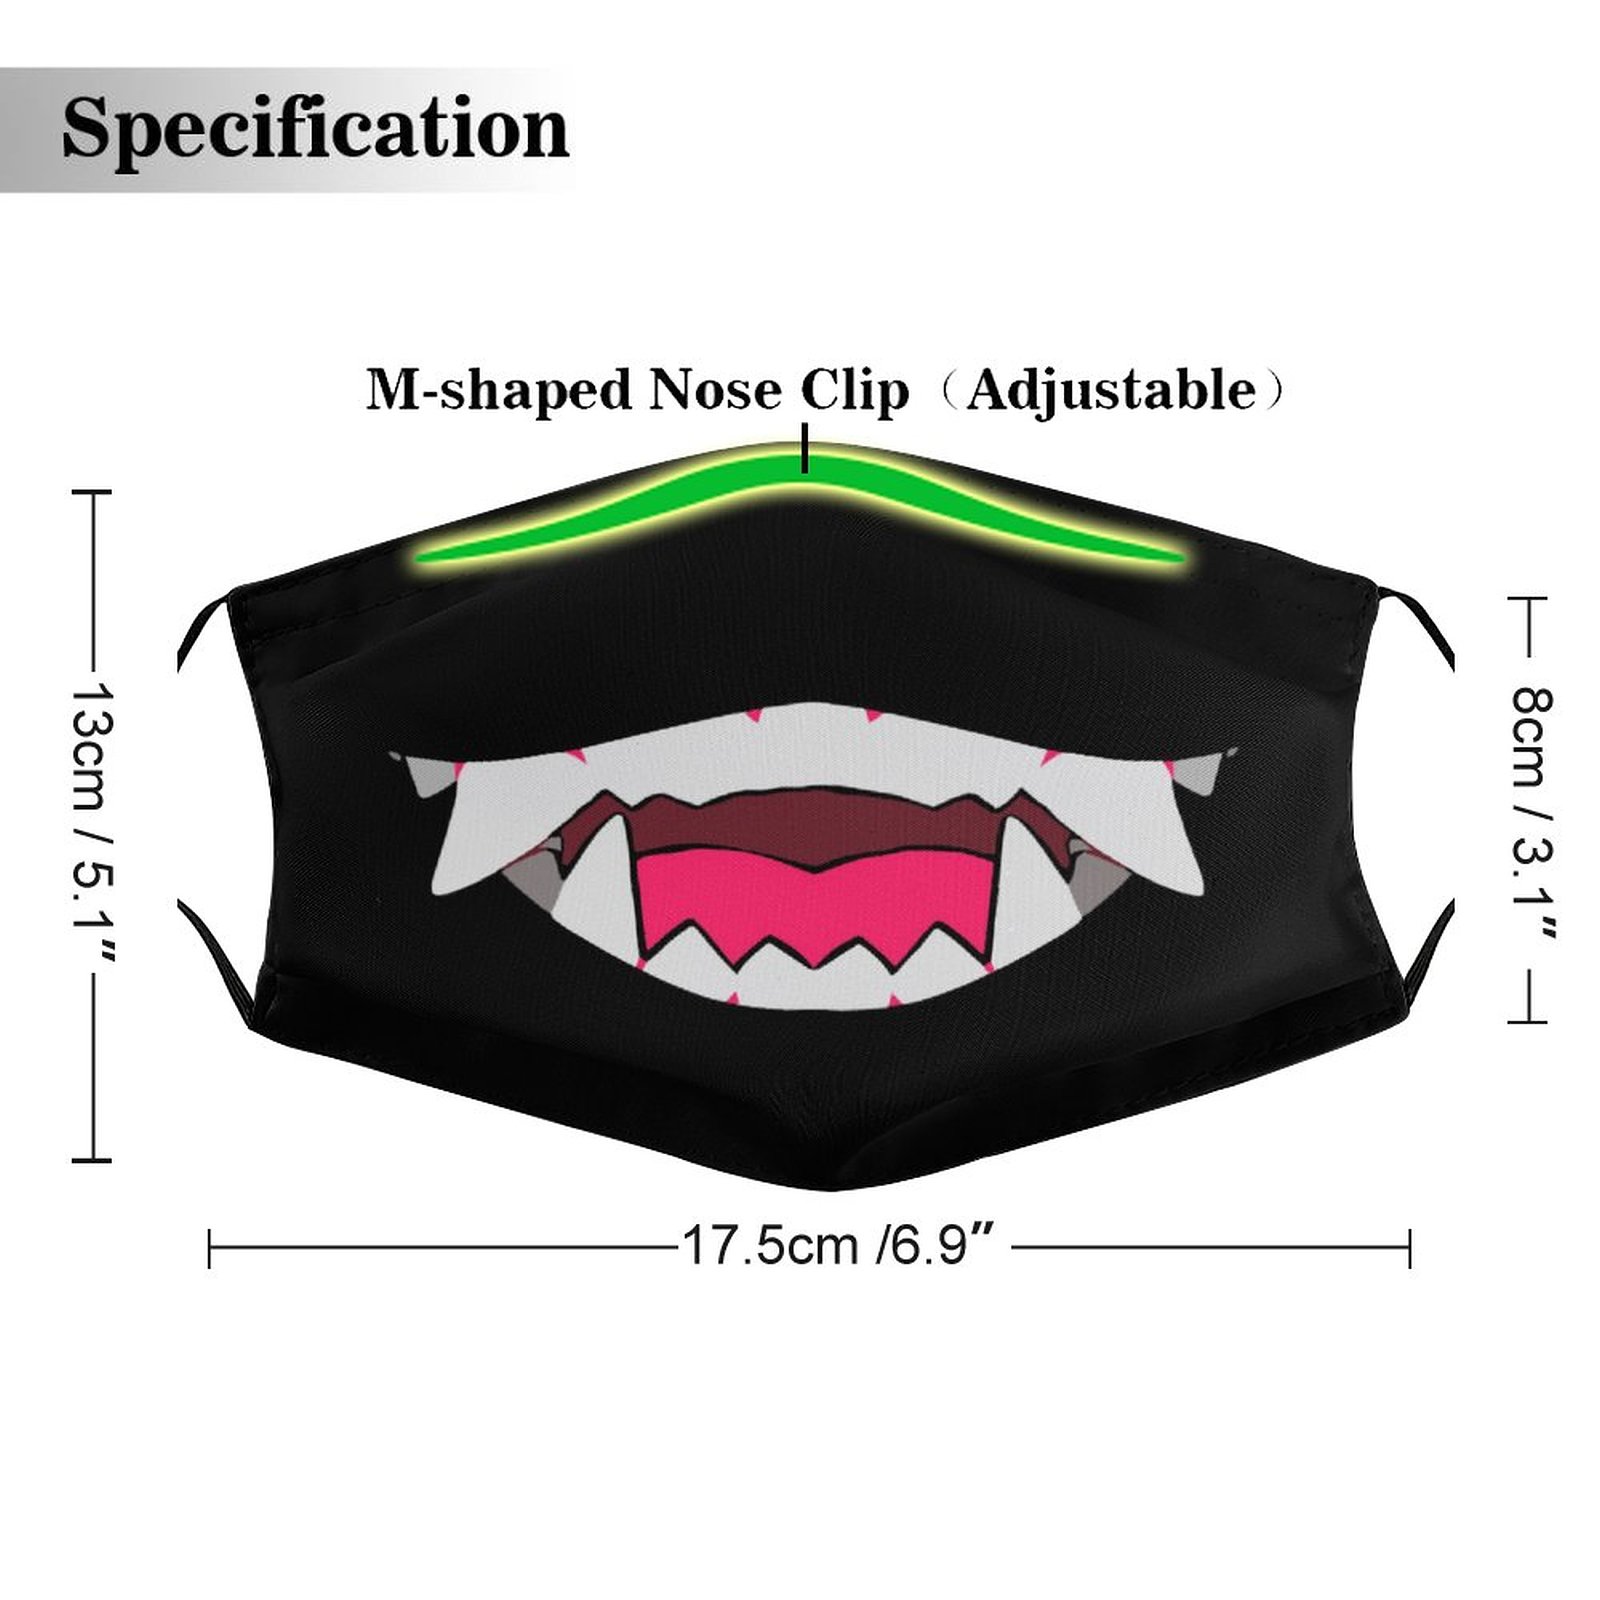 Specification
M-shaped Nose Clip（Adjustable）
13cm / 5.1"
8cm / 3.1"
17.5cm /6.9"